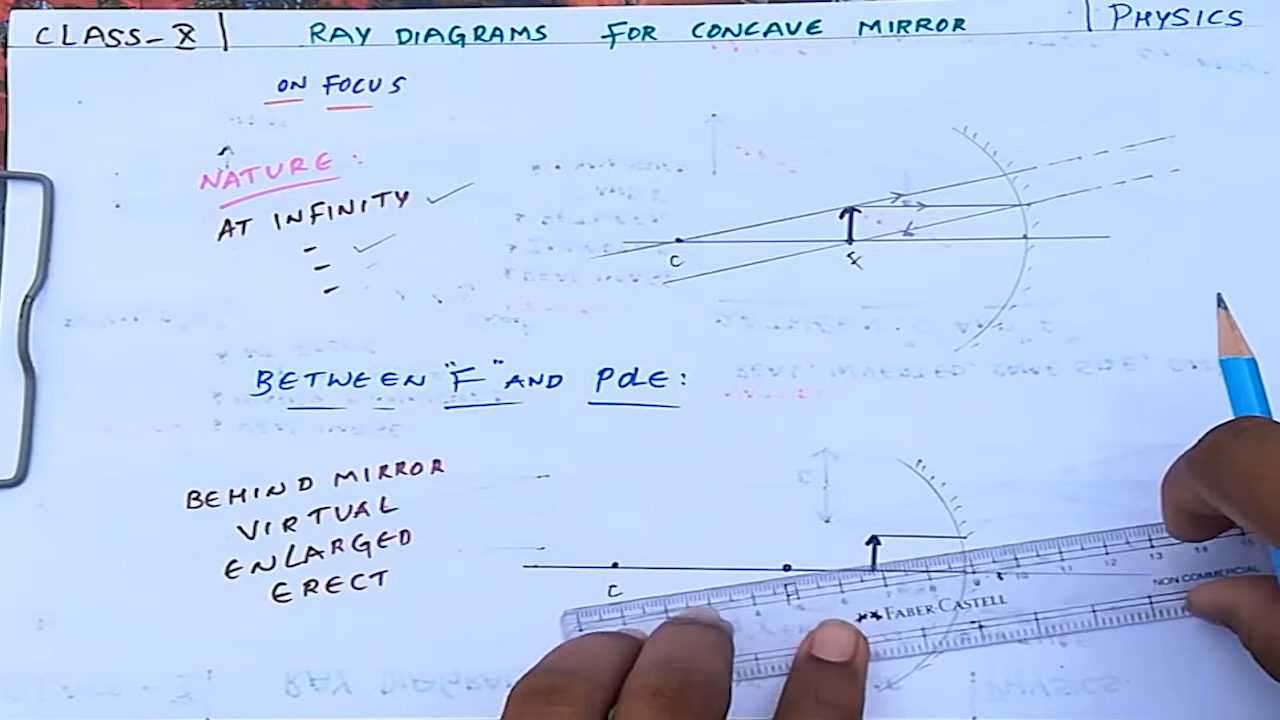 CLASS-X | RAY DIAGRAMS FOR CONCAVE MIRROR | PHYSICS
ON FOCUS
NATURE:
AT INFINITY ✓
- ✓
-
-
C F
BETWEEN "F" AND POLE:
BEHIND MIRROR
VIRTUAL
ENLARGED
ERECT
C F
FABER-CASTELL
NON COMMERCIAL